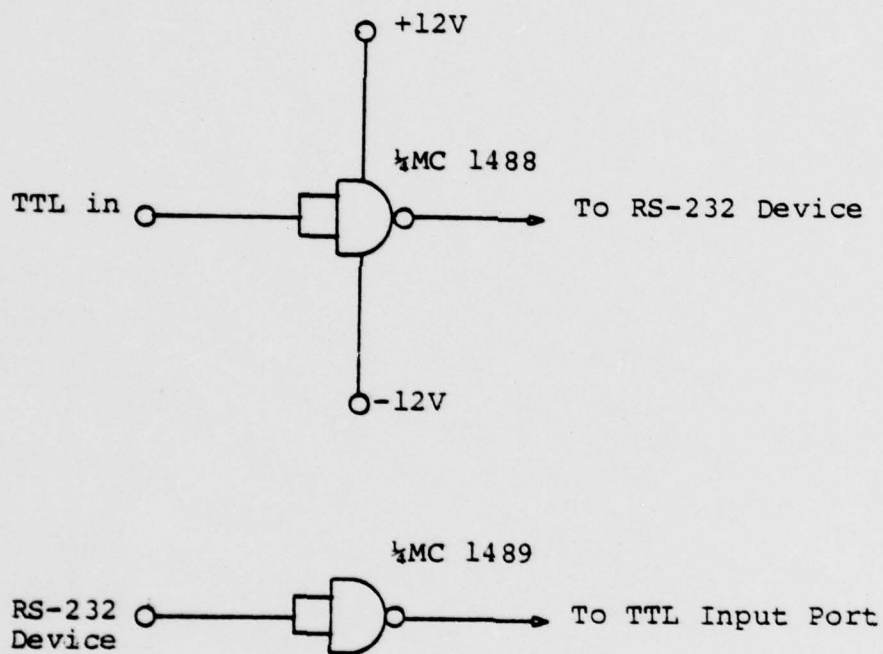 +12V
¼MC 1488
TTL in
To RS-232 Device
-12V
¼MC 1489
RS-232
Device
To TTL Input Port